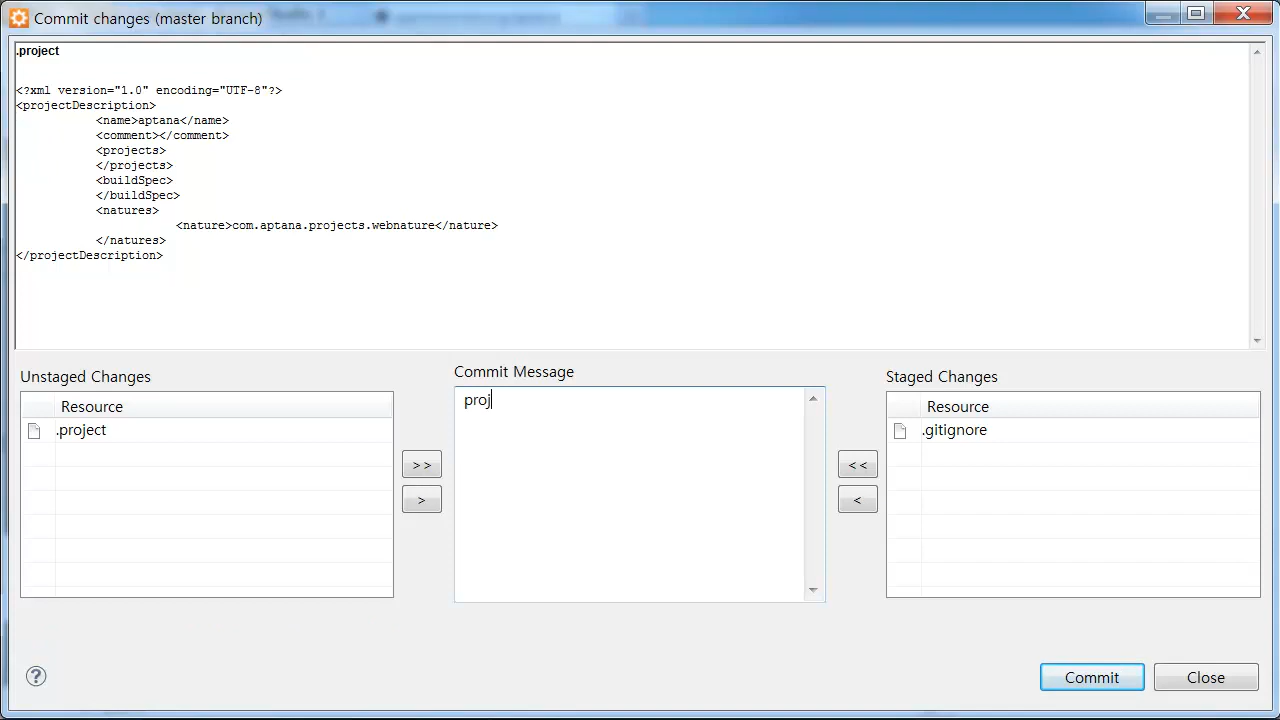 Commit changes (master branch)
.project
<?xml version="1.0" encoding="UTF-8"?>
<projectDescription>
<name>aptana</name>
<comment></comment>
<projects>
</projects>
<buildSpec>
</buildSpec>
<natures>
<nature>com.aptana.projects.webnature</nature>
</natures>
</projectDescription>
Unstaged Changes
Resource
.project
>>
>
Commit Message
proj
<<
<
Staged Changes
Resource
.gitignore
?
Commit
Close